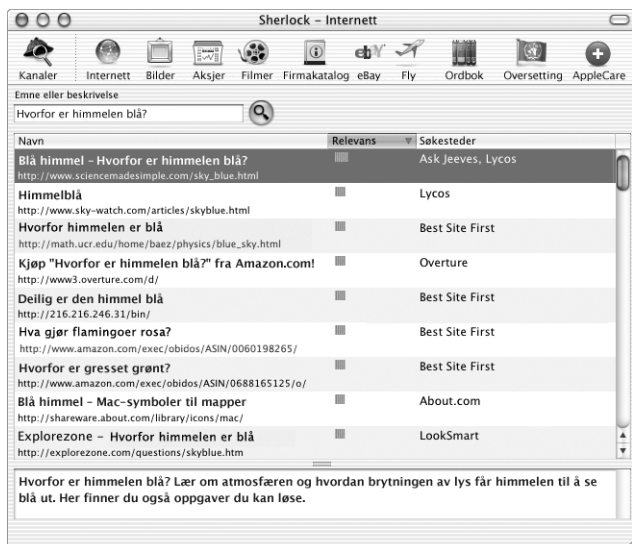 Sherlock – Internett
Kanaler Internett Bilder Aksjer Filmer Firmakatalog eBay Fly Ordbok Oversetting AppleCare
Emne eller beskrivelse
Hvorfor er himmelen blå?
Navn Relevans Søkesteder
Blå himmel – Hvorfor er himmelen blå? Ask Jeeves, Lycos
http://www.sciencemadesimple.com/sky_blue.html
Himmelblå Lycos
http://www.sky-watch.com/articles/skyblue.html
Hvorfor himmelen er blå Best Site First
http://math.ucr.edu/home/baez/physics/blue_sky.html
Kjøp "Hvorfor er himmelen blå?" fra Amazon.com! Overture
http://www3.overture.com/d/
Deilig er den himmel blå Best Site First
http://216.216.246.31/bin/
Hva gjør flamingoer rosa? Best Site First
http://www.amazon.com/exec/obidos/ASIN/0060198265/
Hvorfor er gresset grønt? Best Site First
http://www.amazon.com/exec/obidos/ASIN/0688165125/o/
Blå himmel – Mac-symboler til mapper About.com
http://shareware.about.com/library/icons/mac/
Explorezone – Hvorfor himmelen er blå LookSmart
http://explorezone.com/questions/skyblue.htm
Hvorfor er himmelen blå? Lær om atmosfæren og hvordan brytningen av lys får himmelen til å se
blå ut. Her finner du også oppgaver du kan løse.